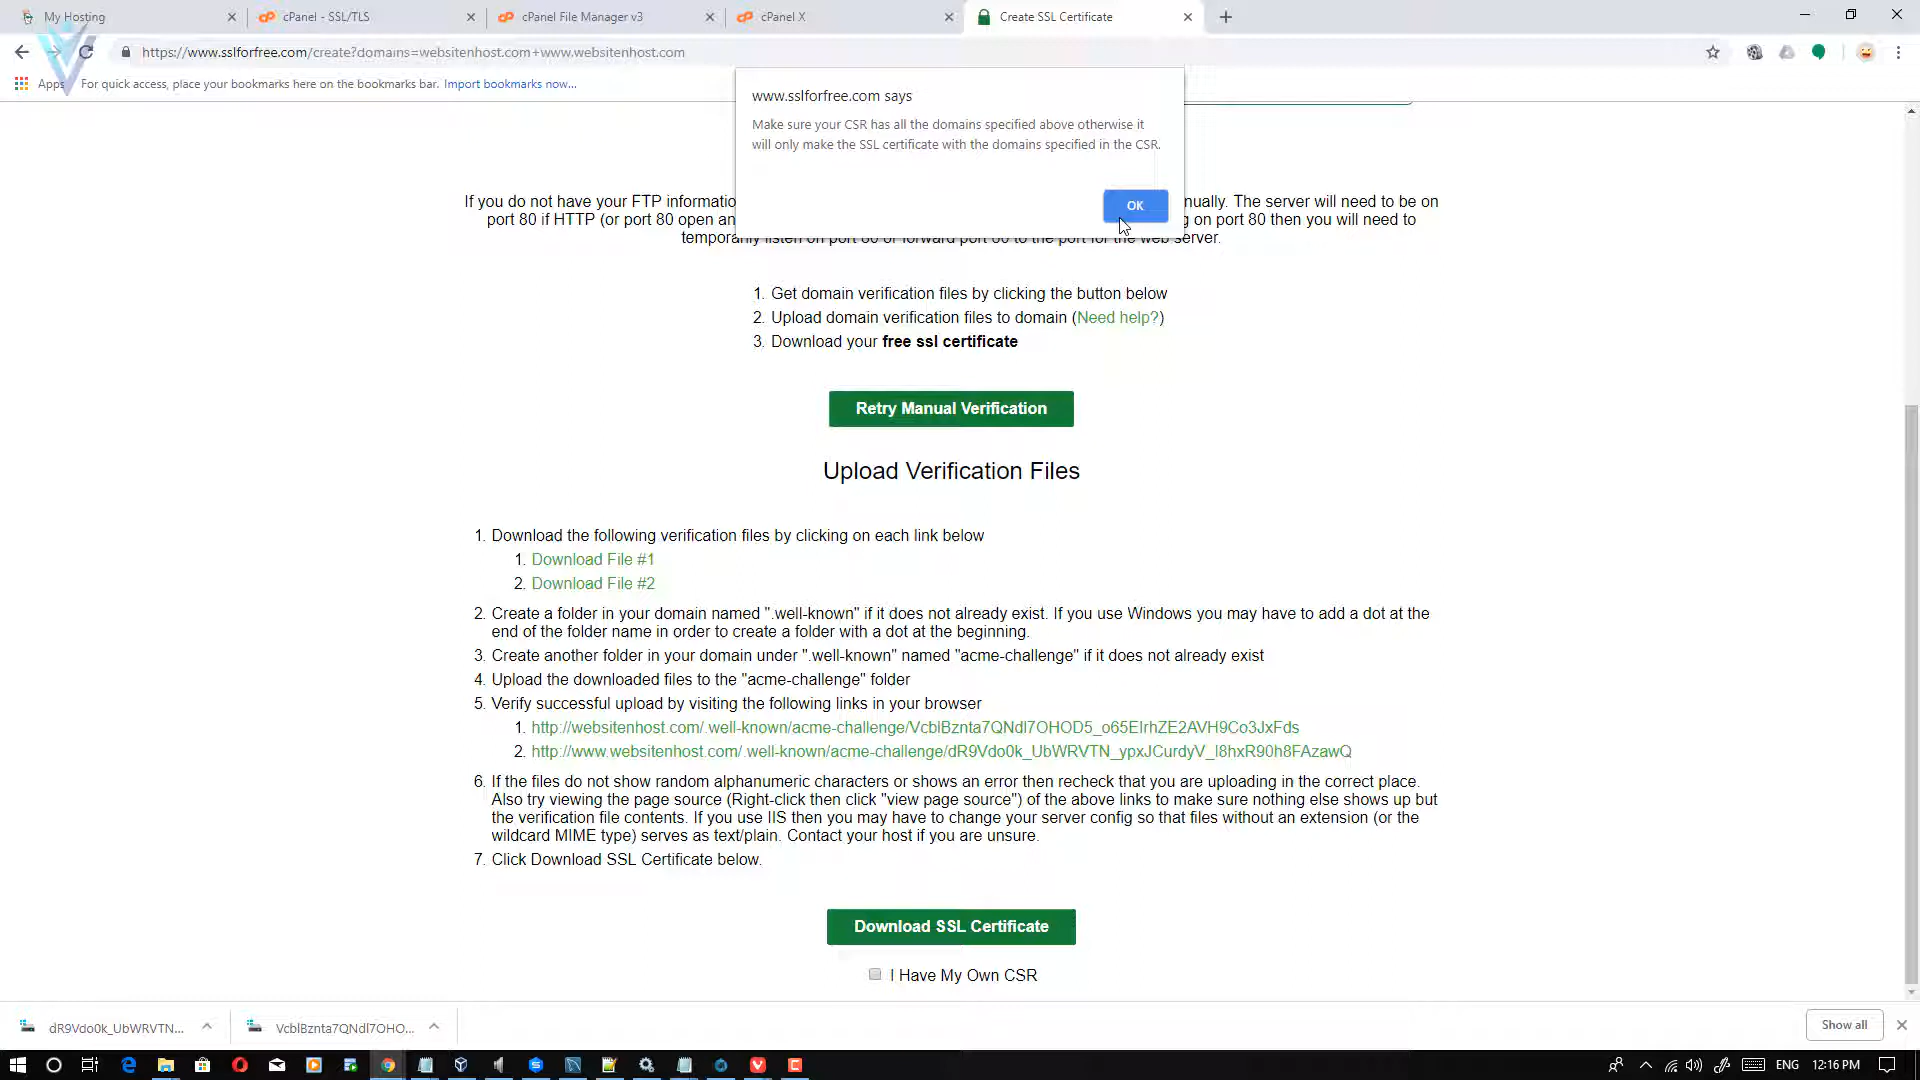 My Hosting
cPanel - SSL/TLS
cPanel File Manager v3
cPanel X
Create SSL Certificate
https://www.sslforfree.com/create?domains=websitenhost.com+www.websitenhost.com
Apps
For quick access, place your bookmarks here on the bookmarks bar. Import bookmarks now...
www.sslforfree.com says
Make sure your CSR has all the domains specified above otherwise it
will only make the SSL certificate with the domains specified in the CSR.
OK
If you do not have your FTP informatio nually. The server will need to be on
port 80 if HTTP (or port 80 open an g on port 80 then you will need to
temporarily listen on port 80 or forward port 80 to the port for the web server.
1. Get domain verification files by clicking the button below
2. Upload domain verification files to domain (Need help?)
3. Download your free ssl certificate
Retry Manual Verification
Upload Verification Files
1. Download the following verification files by clicking on each link below
1. Download File #1
2. Download File #2
2. Create a folder in your domain named ".well-known" if it does not already exist. If you use Windows you may have to add a dot at the
end of the folder name in order to create a folder with a dot at the beginning.
3. Create another folder in your domain under ".well-known" named "acme-challenge" if it does not already exist
4. Upload the downloaded files to the "acme-challenge" folder
5. Verify successful upload by visiting the following links in your browser
1. http://websitenhost.com/.well-known/acme-challenge/VcblBznta7QNdl7OHOD5_o65EIrhZE2AVH9Co3JxFds
2. http://www.websitenhost.com/.well-known/acme-challenge/dR9Vdo0k_UbWRVTN_ypxJCurdyV_I8hxR90h8FAzawQ
6. If the files do not show random alphanumeric characters or shows an error then recheck that you are uploading in the correct place.
Also try viewing the page source (Right-click then click "view page source") of the above links to make sure nothing else shows up but
the verification file contents. If you use IIS then you may have to change your server config so that files without an extension (or the
wildcard MIME type) serves as text/plain. Contact your host if you are unsure.
7. Click Download SSL Certificate below.
Download SSL Certificate
I Have My Own CSR
dR9Vdo0k_UbWRVTN...
VcblBznta7QNdl7OHO...
Show all
ENG
12:16 PM